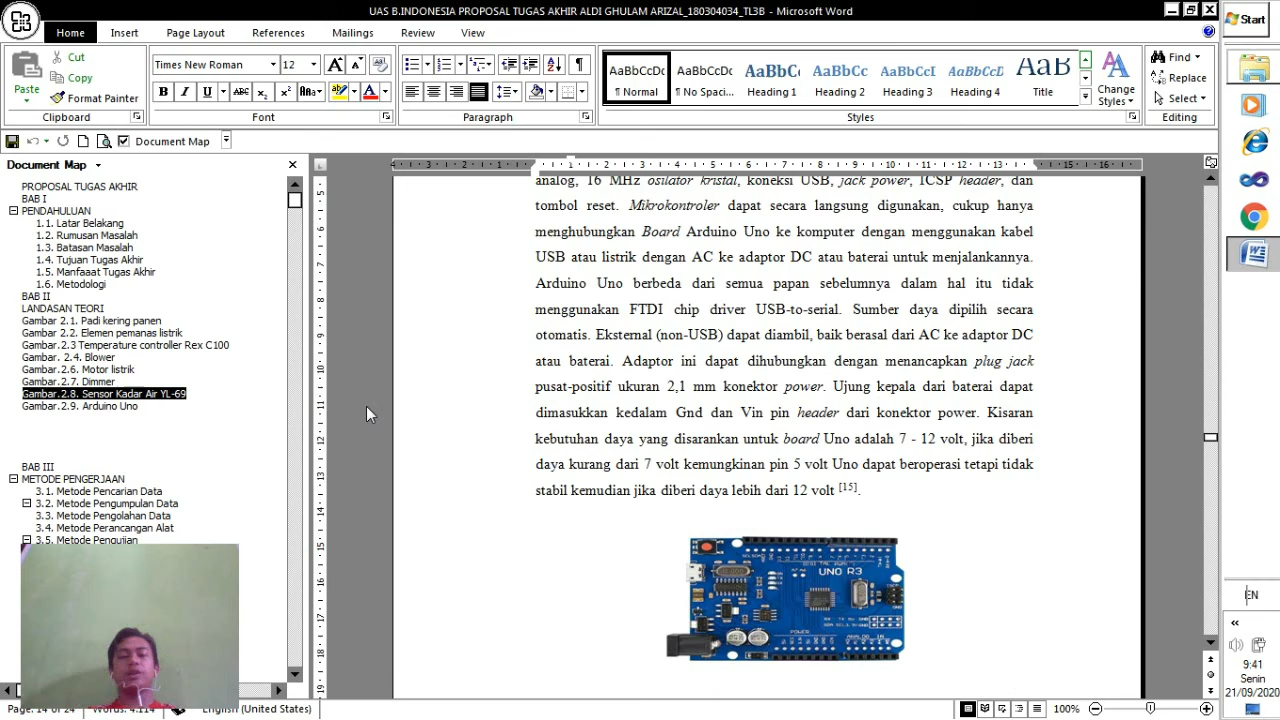 UAS B.INDONESIA PROPOSAL TUGAS AKHIR ALDI GHULAM ARIZAL_180304034_TL3B - Microsoft Word
Home Insert Page Layout References Mailings Review View
Paste
Cut
Copy
Format Painter
Clipboard
Times New Roman 12
Font
Paragraph
AaBbCcDc AaBbCcDc AaBbC AaBbCc AaBbCcI AaBbCcI AaB
¶ Normal ¶ No Spaci... Heading 1 Heading 2 Heading 3 Heading 4 Title
Change Styles
Styles
Find
Replace
Select
Editing
Start
Document Map
Document Map
PROPOSAL TUGAS AKHIR
BAB I
PENDAHULUAN
1.1. Latar Belakang
1.2. Rumusan Masalah
1.3. Batasan Masalah
1.4. Tujuan Tugas Akhir
1.5. Manfaaat Tugas Akhir
1.6. Metodologi
BAB II
LANDASAN TEORI
Gambar 2.1. Padi kering panen
Gambar 2.2. Elemen pemanas listrik
Gambar.2.3 Temperature controller Rex C100
Gambar. 2.4. Blower
Gambar.2.6. Motor listrik
Gambar.2.7. Dimmer
Gambar.2.8. Sensor Kadar Air YL-69
Gambar.2.9. Arduino Uno
BAB III
METODE PENGERJAAN
3.1. Metode Pencarian Data
3.2. Metode Pengumpulan Data
3.3. Metode Pengolahan Data
3.4. Metode Perancangan Alat
3.5. Metode Pengujian
analog, 16 MHz osilator kristal, koneksi USB, jack power, ICSP header, dan
tombol reset. Mikrokontroler dapat secara langsung digunakan, cukup hanya
menghubungkan Board Arduino Uno ke komputer dengan menggunakan kabel
USB atau listrik dengan AC ke adaptor DC atau baterai untuk menjalankannya.
Arduino Uno berbeda dari semua papan sebelumnya dalam hal itu tidak
menggunakan FTDI chip driver USB-to-serial. Sumber daya dipilih secara
otomatis. Eksternal (non-USB) dapat diambil, baik berasal dari AC ke adaptor DC
atau baterai. Adaptor ini dapat dihubungkan dengan menancapkan plug jack
pusat-positif ukuran 2,1 mm konektor power. Ujung kepala dari baterai dapat
dimasukkan kedalam Gnd dan Vin pin header dari konektor power. Kisaran
kebutuhan daya yang disarankan untuk board Uno adalah 7 - 12 volt, jika diberi
daya kurang dari 7 volt kemungkinan pin 5 volt Uno dapat beroperasi tetapi tidak
stabil kemudian jika diberi daya lebih dari 12 volt [15].
UNO R3
POWER
ANALOG IN
Page: 14 of 24 Words: 4.114 English (United States)
100%
EN
9:41
Senin
21/09/2020